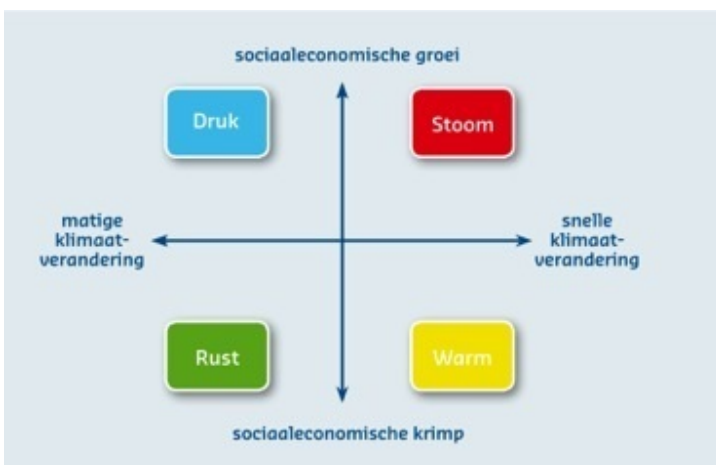 sociaaleconomische groei
Druk
Stoom
matige
klimaat-
verandering
snelle
klimaat-
verandering
Rust
Warm
sociaaleconomische krimp